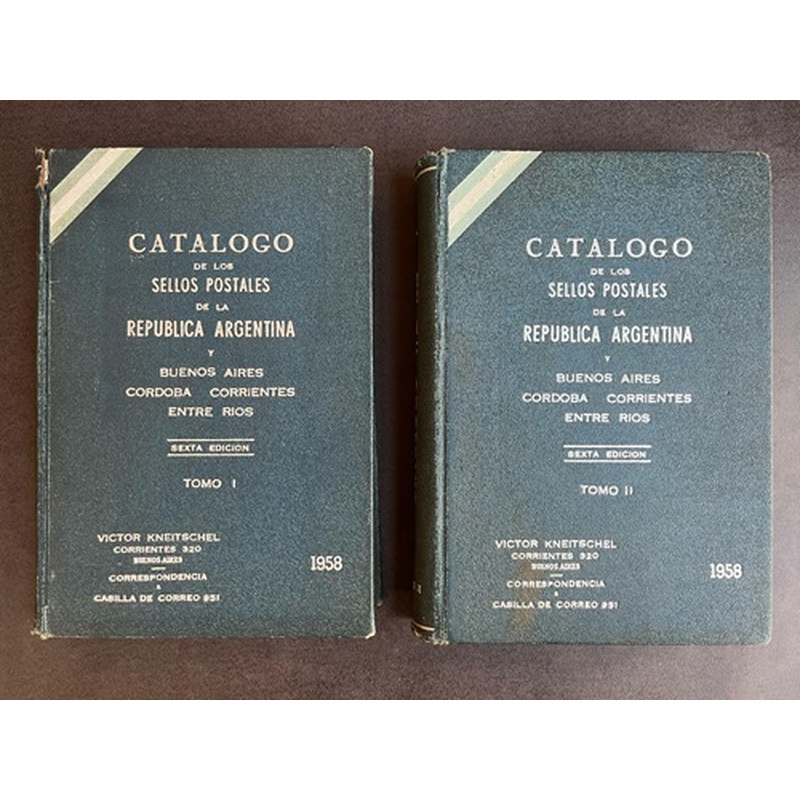 CATALOGO
DE LOS
SELLOS POSTALES
DE LA
REPUBLICA ARGENTINA
Y
BUENOS AIRES
CORDOBA CORRIENTES
ENTRE RIOS
SEXTA EDICION
TOMO I
VICTOR KNEITSCHEL
CORRIENTES 320
BUENOS AIRES
CORRESPONDENCIA
A
CASILLA DE CORREO 951
1958
CATALOGO
DE LOS
SELLOS POSTALES
DE LA
REPUBLICA ARGENTINA
Y
BUENOS AIRES
CORDOBA CORRIENTES
ENTRE RIOS
SEXTA EDICION
TOMO II
VICTOR KNEITSCHEL
CORRIENTES 320
BUENOS AIRES
CORRESPONDENCIA
A
CASILLA DE CORREO 951
1958